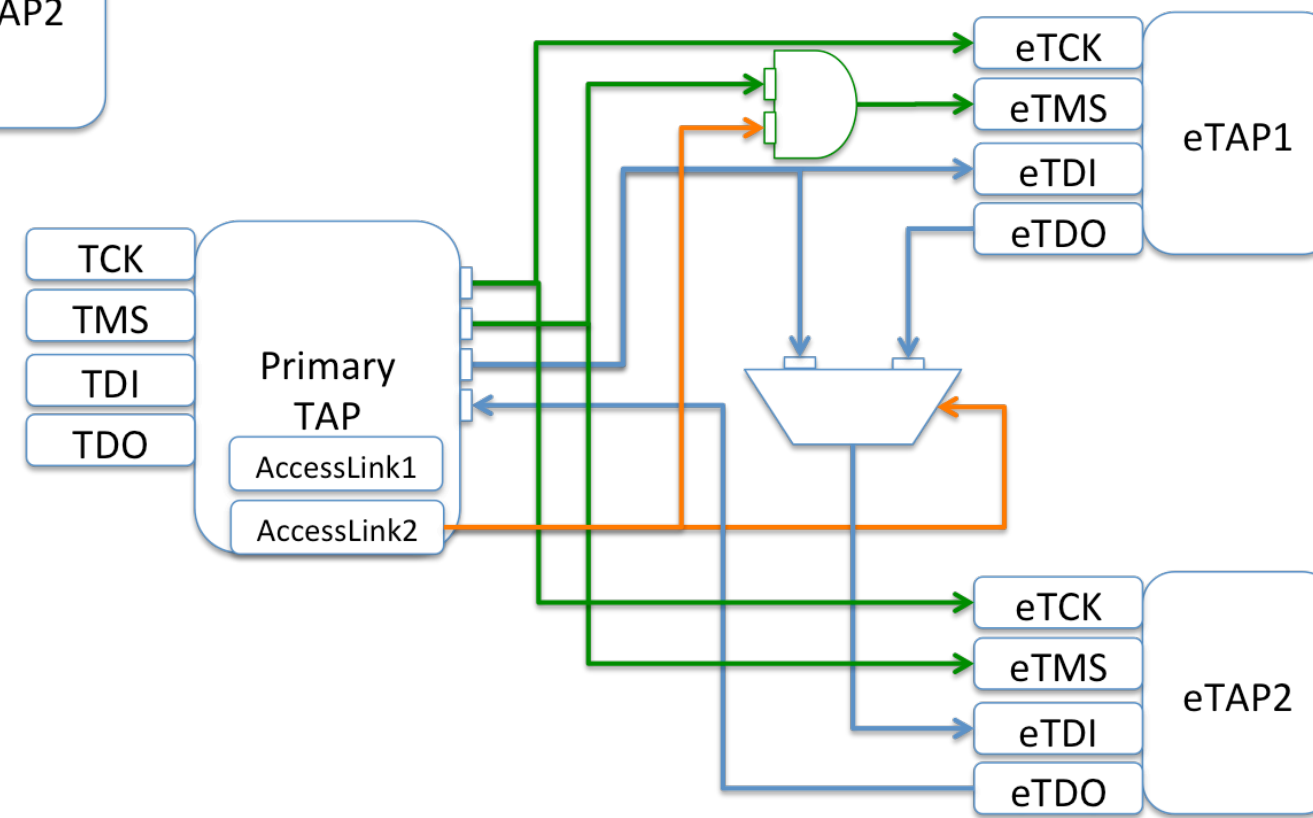 AP2
eTCK
eTMS
eTDI
eTDO
eTAP1
TCK
TMS
TDI
TDO
Primary
TAP
AccessLink1
AccessLink2
eTCK
eTMS
eTDI
eTDO
eTAP2